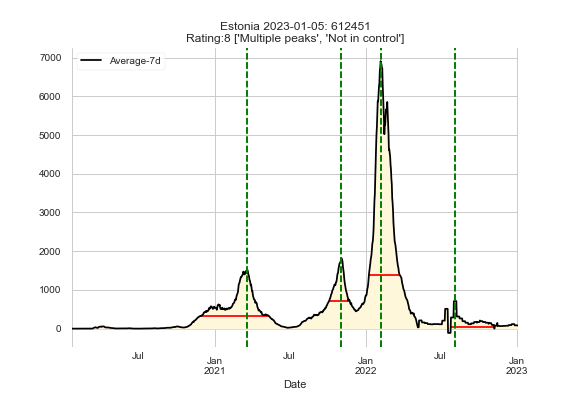 Estonia 2023-01-05: 612451
Rating:8 ['Multiple peaks', 'Not in control']
Average-7d
7000
6000
5000
4000
3000
2000
1000
0
Jul
Jan
2021
Jul
Jan
2022
Jul
Jan
2023
Date